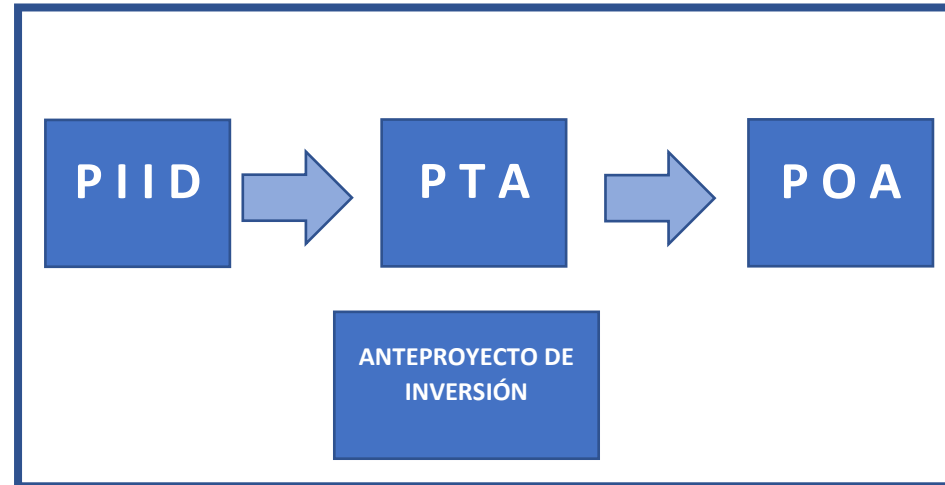 P I I D
P T A
P O A
ANTEPROYECTO DE
INVERSIÓN